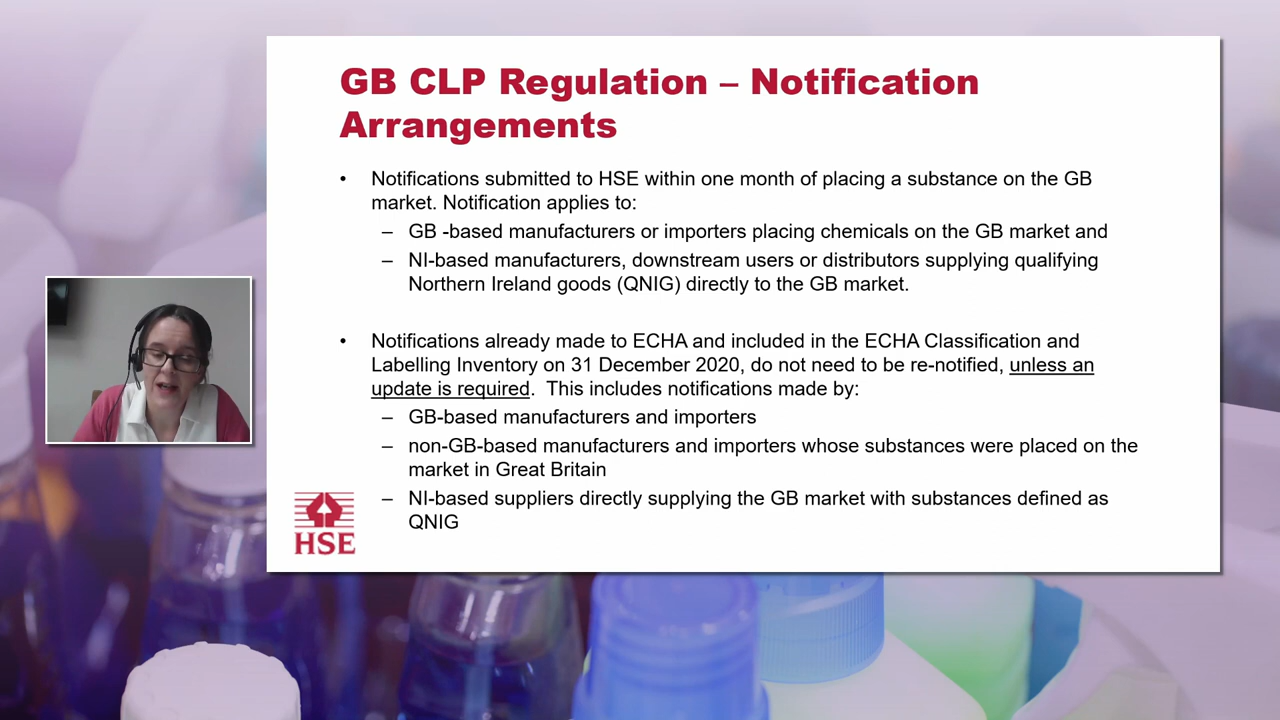 GB CLP Regulation – Notification
Arrangements
• Notifications submitted to HSE within one month of placing a substance on the GB
market. Notification applies to:
– GB -based manufacturers or importers placing chemicals on the GB market and
– NI-based manufacturers, downstream users or distributors supplying qualifying
Northern Ireland goods (QNIG) directly to the GB market.
• Notifications already made to ECHA and included in the ECHA Classification and
Labelling Inventory on 31 December 2020, do not need to be re-notified, unless an
update is required. This includes notifications made by:
– GB-based manufacturers and importers
– non-GB-based manufacturers and importers whose substances were placed on the
market in Great Britain
– NI-based suppliers directly supplying the GB market with substances defined as
QNIG
HSE